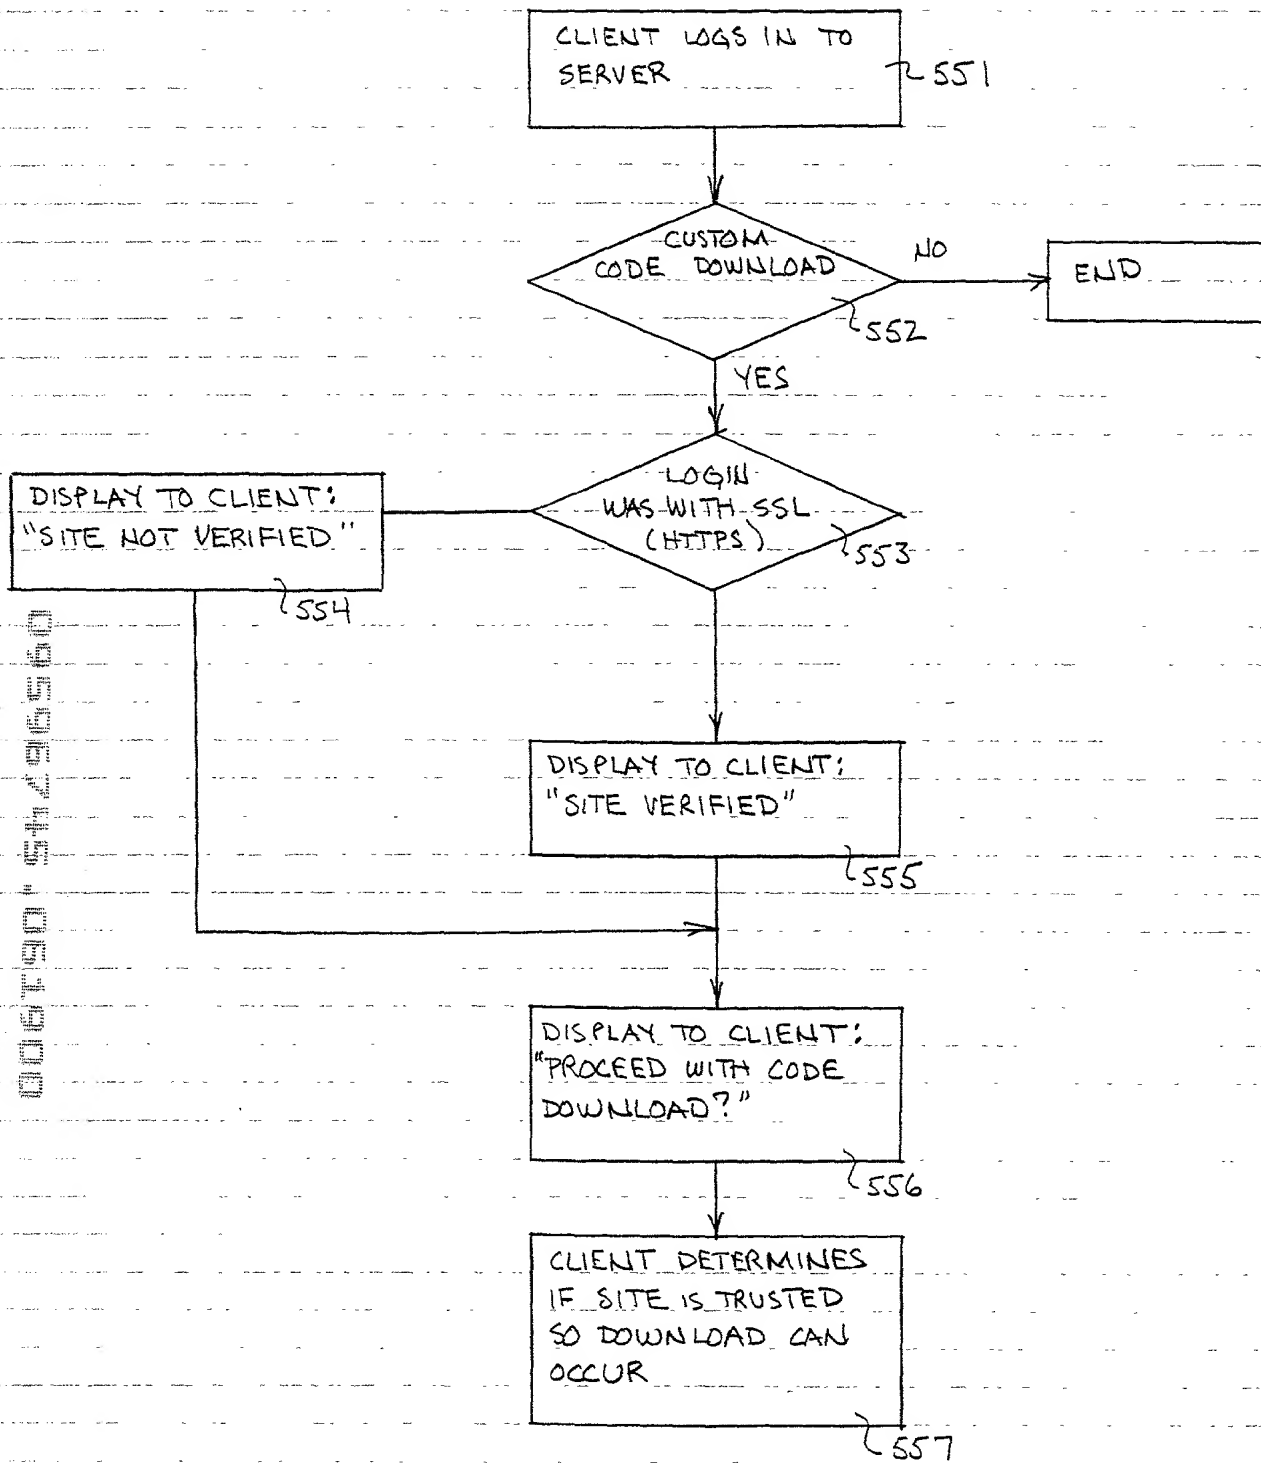 CLIENT LOGS IN TO
SERVER
551
CUSTOM
CODE DOWNLOAD
NO
END
552
YES
LOGIN
WAS WITH SSL
(HTTPS)
553
DISPLAY TO CLIENT:
"SITE NOT VERIFIED"
554
DISPLAY TO CLIENT:
"SITE VERIFIED"
555
DISPLAY TO CLIENT:
"PROCEED WITH CODE
DOWNLOAD?"
556
CLIENT DETERMINES
IF SITE IS TRUSTED
SO DOWNLOAD CAN
OCCUR
557
09596745.061900